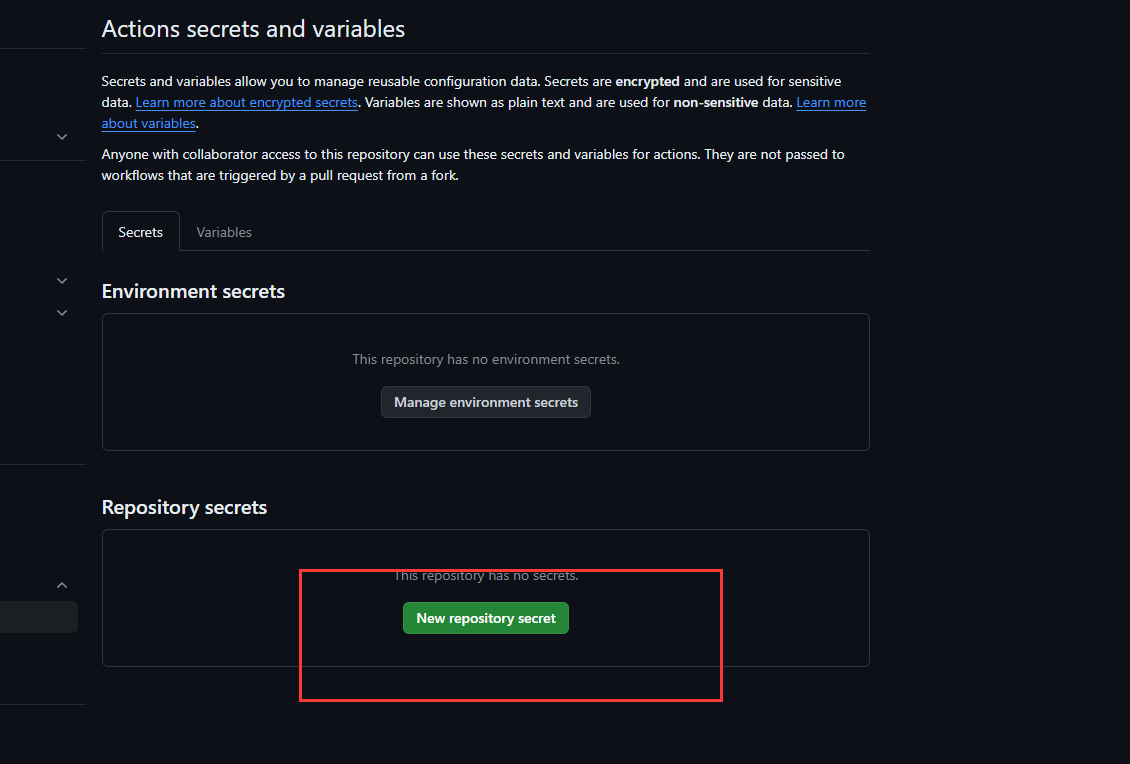 Actions secrets and variables
Secrets and variables allow you to manage reusable configuration data. Secrets are encrypted and are used for sensitive
data. Learn more about encrypted secrets. Variables are shown as plain text and are used for non-sensitive data. Learn more
about variables.
Anyone with collaborator access to this repository can use these secrets and variables for actions. They are not passed to
workflows that are triggered by a pull request from a fork.
Secrets Variables
Environment secrets
This repository has no environment secrets.
Manage environment secrets
Repository secrets
This repository has no secrets.
New repository secret